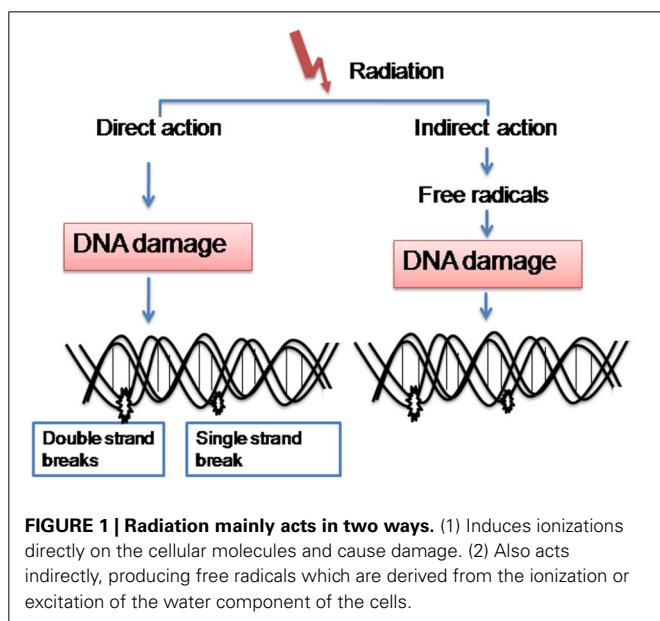 Radiation
Direct action
Indirect action
Free radicals
DNA damage
DNA damage
Double strand
breaks
Single strand
break
FIGURE 1 | Radiation mainly acts in two ways. (1) Induces ionizations
directly on the cellular molecules and cause damage. (2) Also acts
indirectly, producing free radicals which are derived from the ionization or
excitation of the water component of the cells.